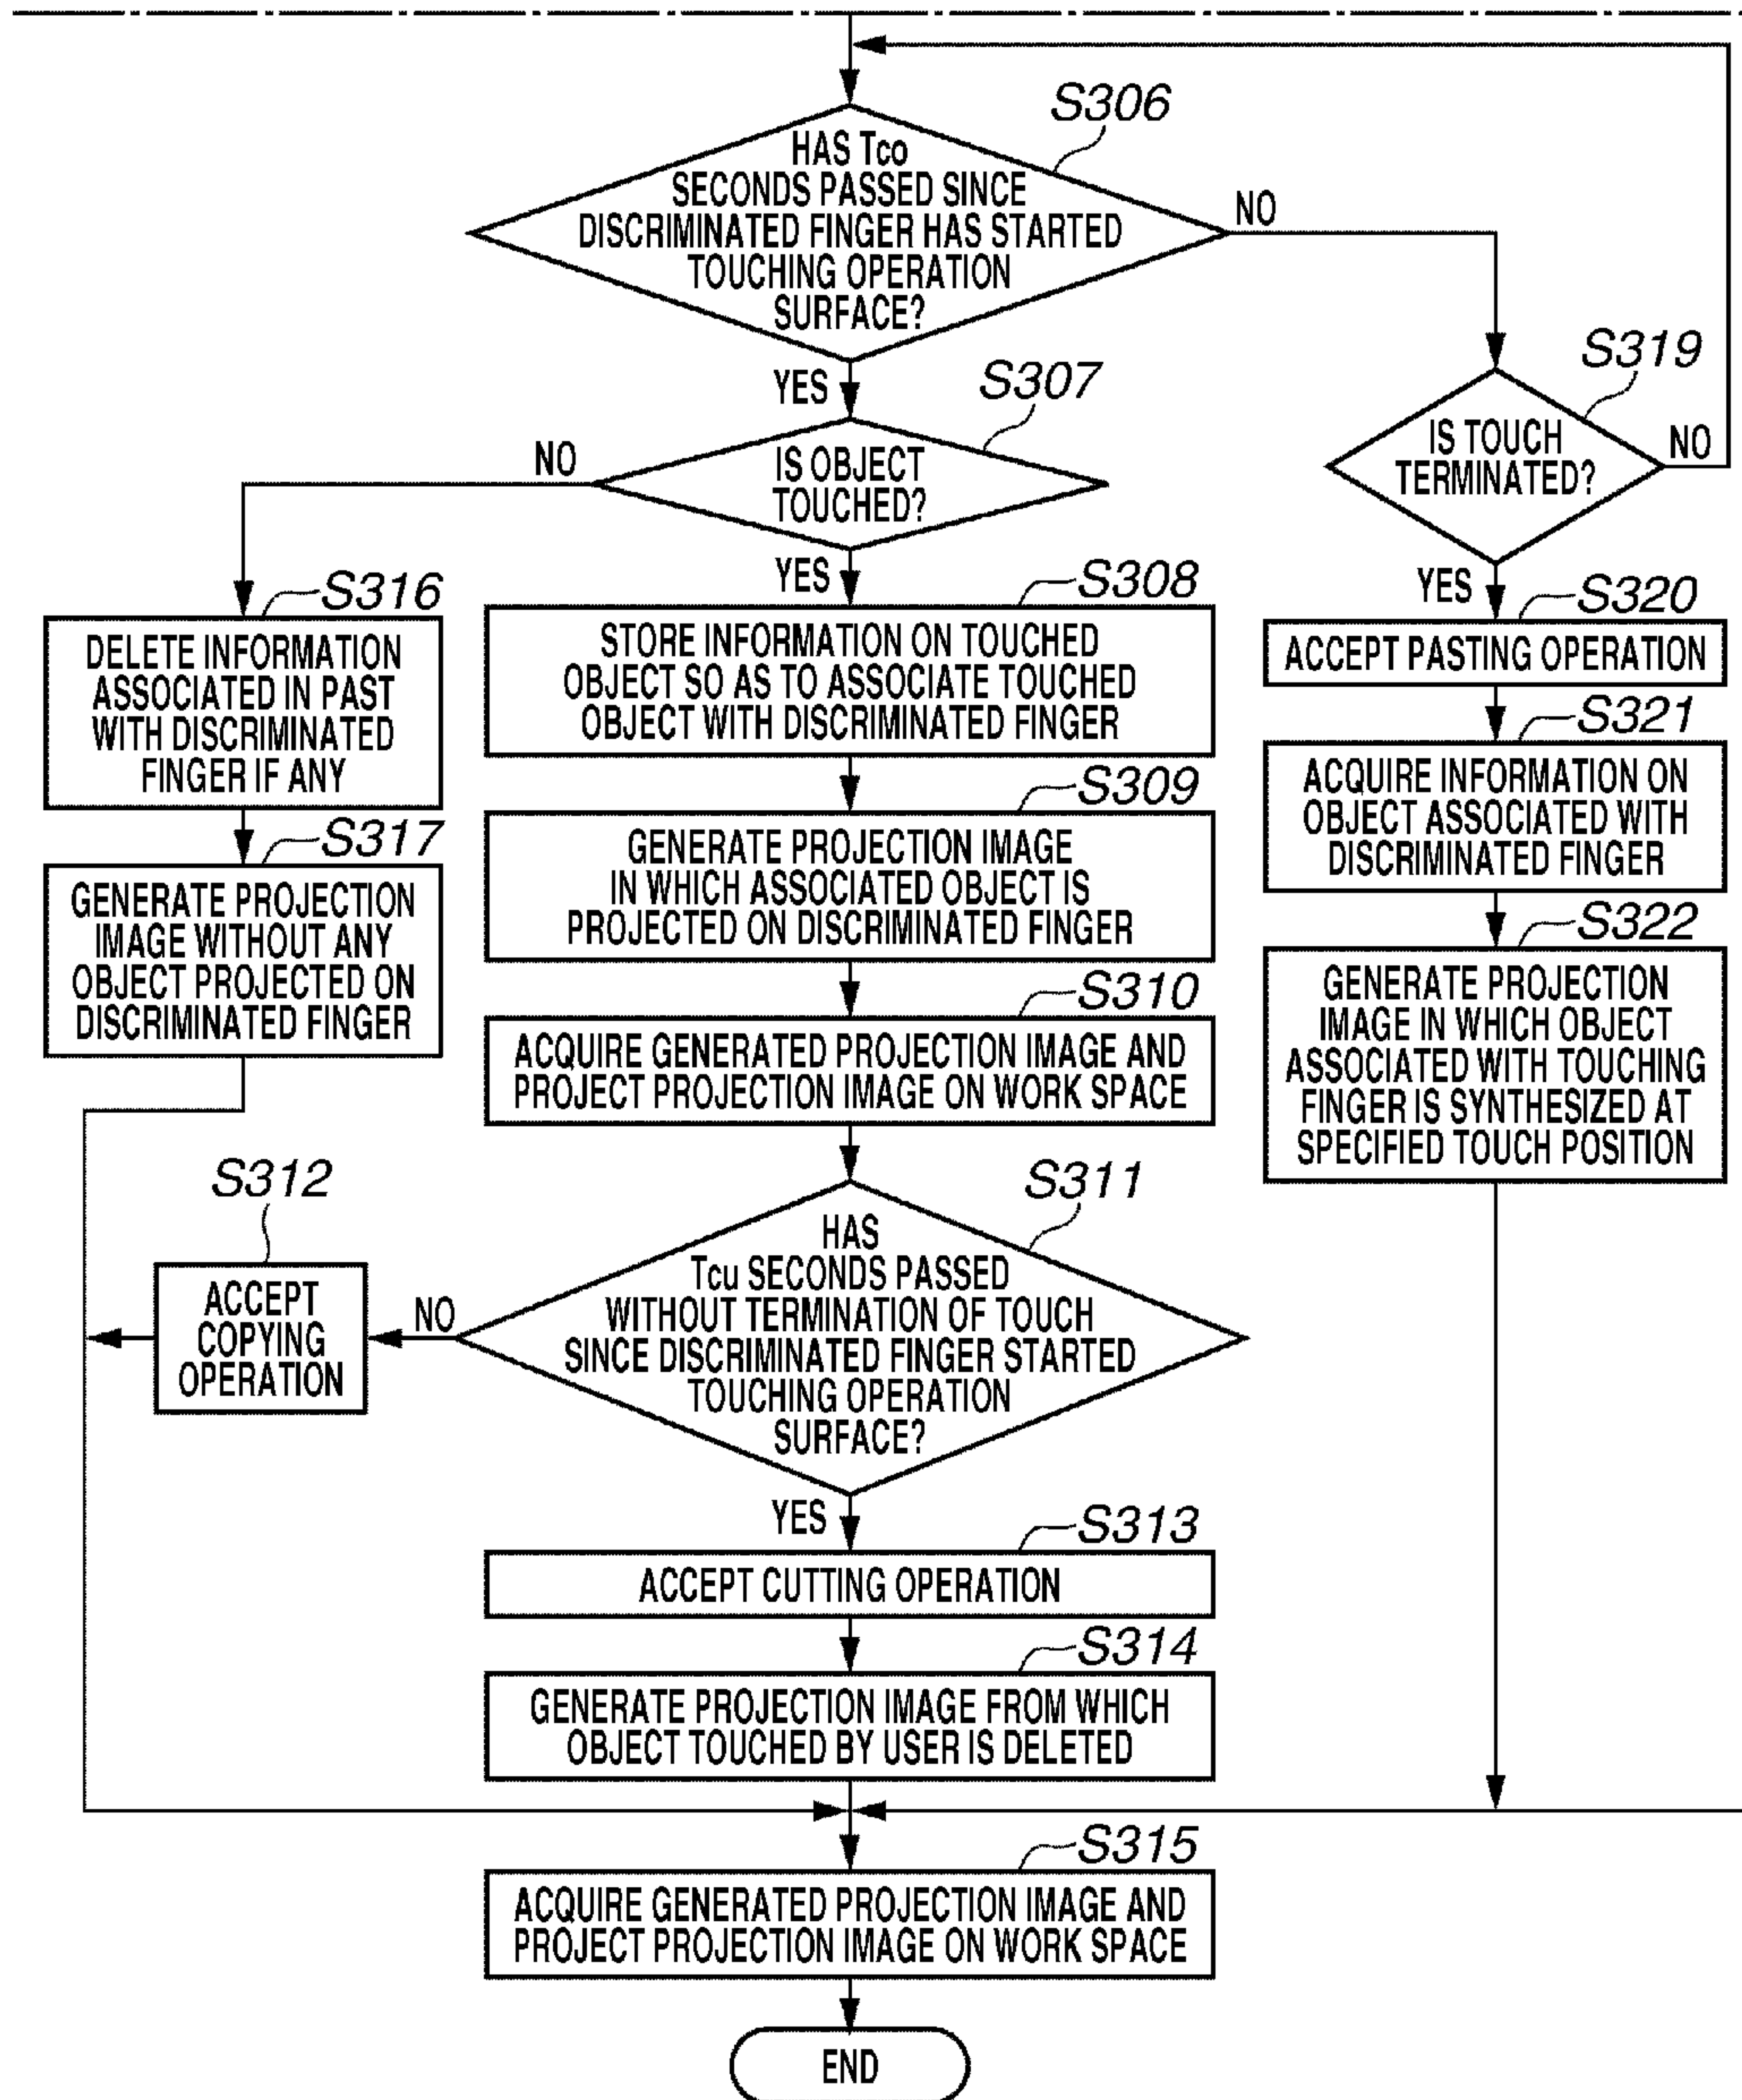 S306
HAS Tco
SECONDS PASSED SINCE
DISCRIMINATED FINGER HAS STARTED
TOUCHING OPERATION
SURFACE?
NO
YES
S307
IS OBJECT
TOUCHED?
NO
YES
S319
IS TOUCH
TERMINATED?
NO
YES
S316
DELETE INFORMATION
ASSOCIATED IN PAST
WITH DISCRIMINATED
FINGER IF ANY
S317
GENERATE PROJECTION
IMAGE WITHOUT ANY
OBJECT PROJECTED ON
DISCRIMINATED FINGER
S308
STORE INFORMATION ON TOUCHED
OBJECT SO AS TO ASSOCIATE TOUCHED
OBJECT WITH DISCRIMINATED FINGER
S309
GENERATE PROJECTION IMAGE
IN WHICH ASSOCIATED OBJECT IS
PROJECTED ON DISCRIMINATED FINGER
S310
ACQUIRE GENERATED PROJECTION IMAGE AND
PROJECT PROJECTION IMAGE ON WORK SPACE
S320
ACCEPT PASTING OPERATION
S321
ACQUIRE INFORMATION ON
OBJECT ASSOCIATED WITH
DISCRIMINATED FINGER
S322
GENERATE PROJECTION
IMAGE IN WHICH OBJECT
ASSOCIATED WITH TOUCHING
FINGER IS SYNTHESIZED AT
SPECIFIED TOUCH POSITION
S311
HAS
Tcu SECONDS PASSED
WITHOUT TERMINATION OF TOUCH
SINCE DISCRIMINATED FINGER STARTED
TOUCHING OPERATION
SURFACE?
NO
S312
ACCEPT
COPYING
OPERATION
YES
S313
ACCEPT CUTTING OPERATION
S314
GENERATE PROJECTION IMAGE FROM WHICH
OBJECT TOUCHED BY USER IS DELETED
S315
ACQUIRE GENERATED PROJECTION IMAGE AND
PROJECT PROJECTION IMAGE ON WORK SPACE
END